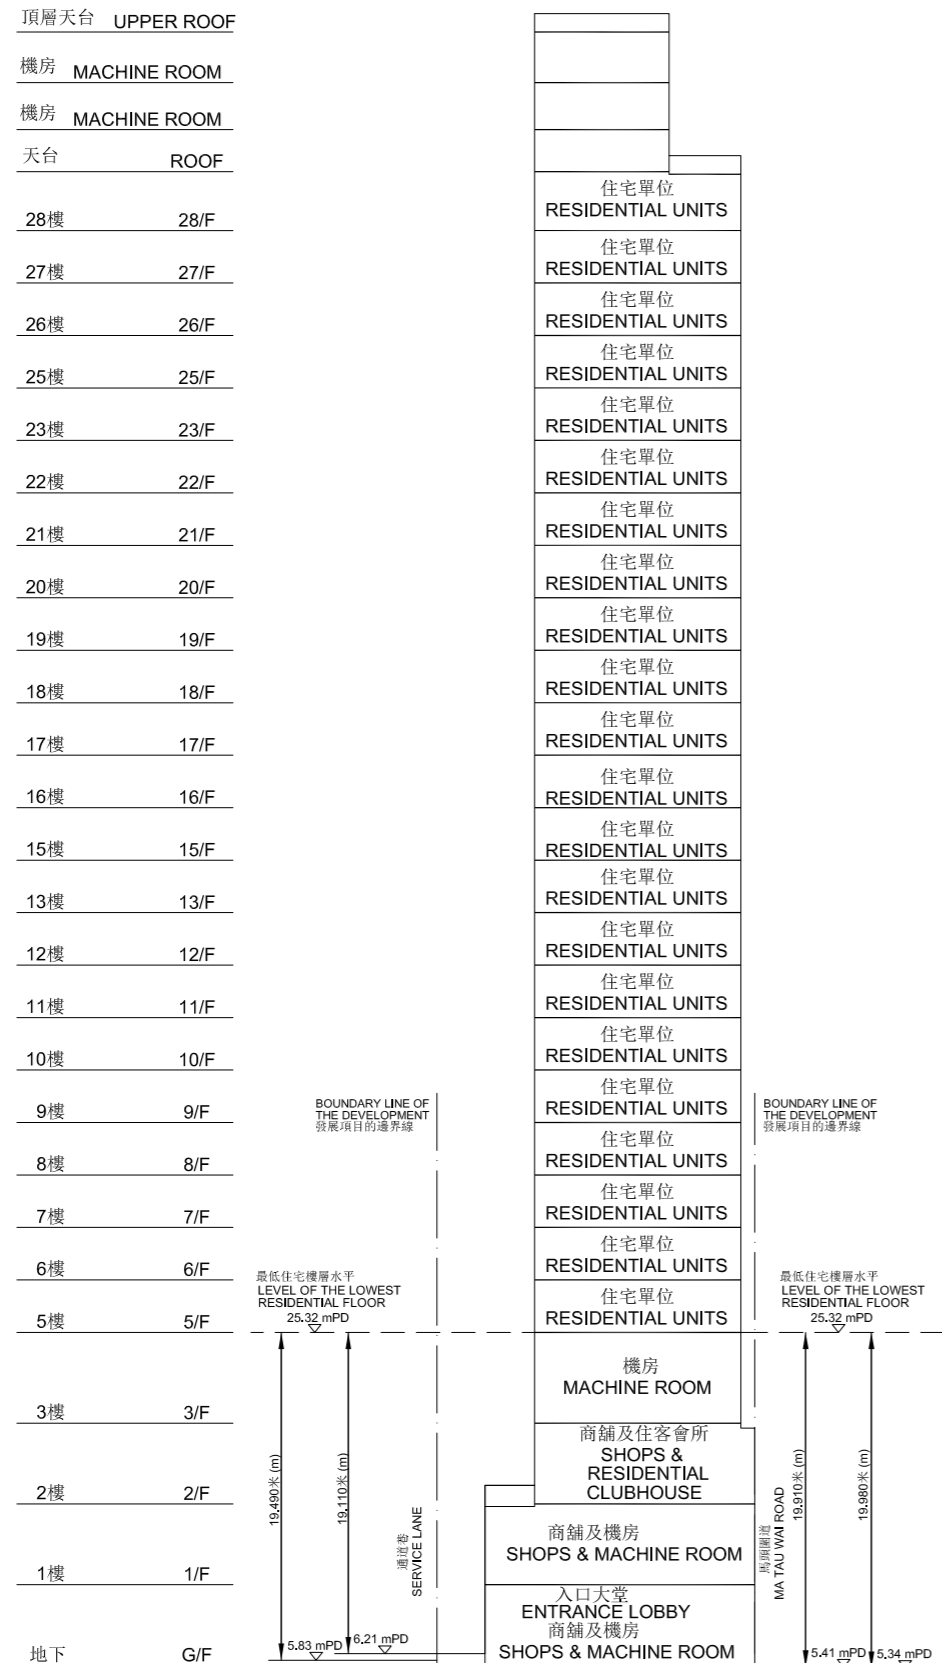 頂層天台 UPPER ROOF
機房 MACHINE ROOM
機房 MACHINE ROOM
天台 ROOF
住宅單位
RESIDENTIAL UNITS
28樓 28/F
住宅單位
RESIDENTIAL UNITS
27樓 27/F
住宅單位
RESIDENTIAL UNITS
26樓 26/F
住宅單位
RESIDENTIAL UNITS
25樓 25/F
住宅單位
RESIDENTIAL UNITS
23樓 23/F
住宅單位
RESIDENTIAL UNITS
22樓 22/F
住宅單位
RESIDENTIAL UNITS
21樓 21/F
住宅單位
RESIDENTIAL UNITS
20樓 20/F
住宅單位
RESIDENTIAL UNITS
19樓 19/F
住宅單位
RESIDENTIAL UNITS
18樓 18/F
住宅單位
RESIDENTIAL UNITS
17樓 17/F
住宅單位
RESIDENTIAL UNITS
16樓 16/F
住宅單位
RESIDENTIAL UNITS
15樓 15/F
住宅單位
RESIDENTIAL UNITS
13樓 13/F
住宅單位
RESIDENTIAL UNITS
12樓 12/F
住宅單位
RESIDENTIAL UNITS
11樓 11/F
住宅單位
RESIDENTIAL UNITS
10樓 10/F
住宅單位
RESIDENTIAL UNITS
9樓 9/F
BOUNDARY LINE OF
THE DEVELOPMENT
發展項目的邊界線
BOUNDARY LINE OF
THE DEVELOPMENT
發展項目的邊界線
住宅單位
RESIDENTIAL UNITS
8樓 8/F
住宅單位
RESIDENTIAL UNITS
7樓 7/F
住宅單位
RESIDENTIAL UNITS
6樓 6/F
住宅單位
RESIDENTIAL UNITS
5樓 5/F
最低住宅樓層水平
LEVEL OF THE LOWEST
RESIDENTIAL FLOOR
25.32 mPD
最低住宅樓層水平
LEVEL OF THE LOWEST
RESIDENTIAL FLOOR
25.32 mPD
機房
MACHINE ROOM
3樓 3/F
商舖及住客會所
SHOPS &
RESIDENTIAL
CLUBHOUSE
2樓 2/F
19.490米 (m)
19.110米 (m)
通道巷
SERVICE LANE
商舖及機房
SHOPS & MACHINE ROOM
馬頭圍道
MA TAU WAI ROAD
19.910米 (m)
19.980米 (m)
1樓 1/F
入口大堂
ENTRANCE LOBBY
商舖及機房
SHOPS & MACHINE ROOM
地下 G/F
5.83 mPD
6.21 mPD
5.41 mPD
5.34 mPD